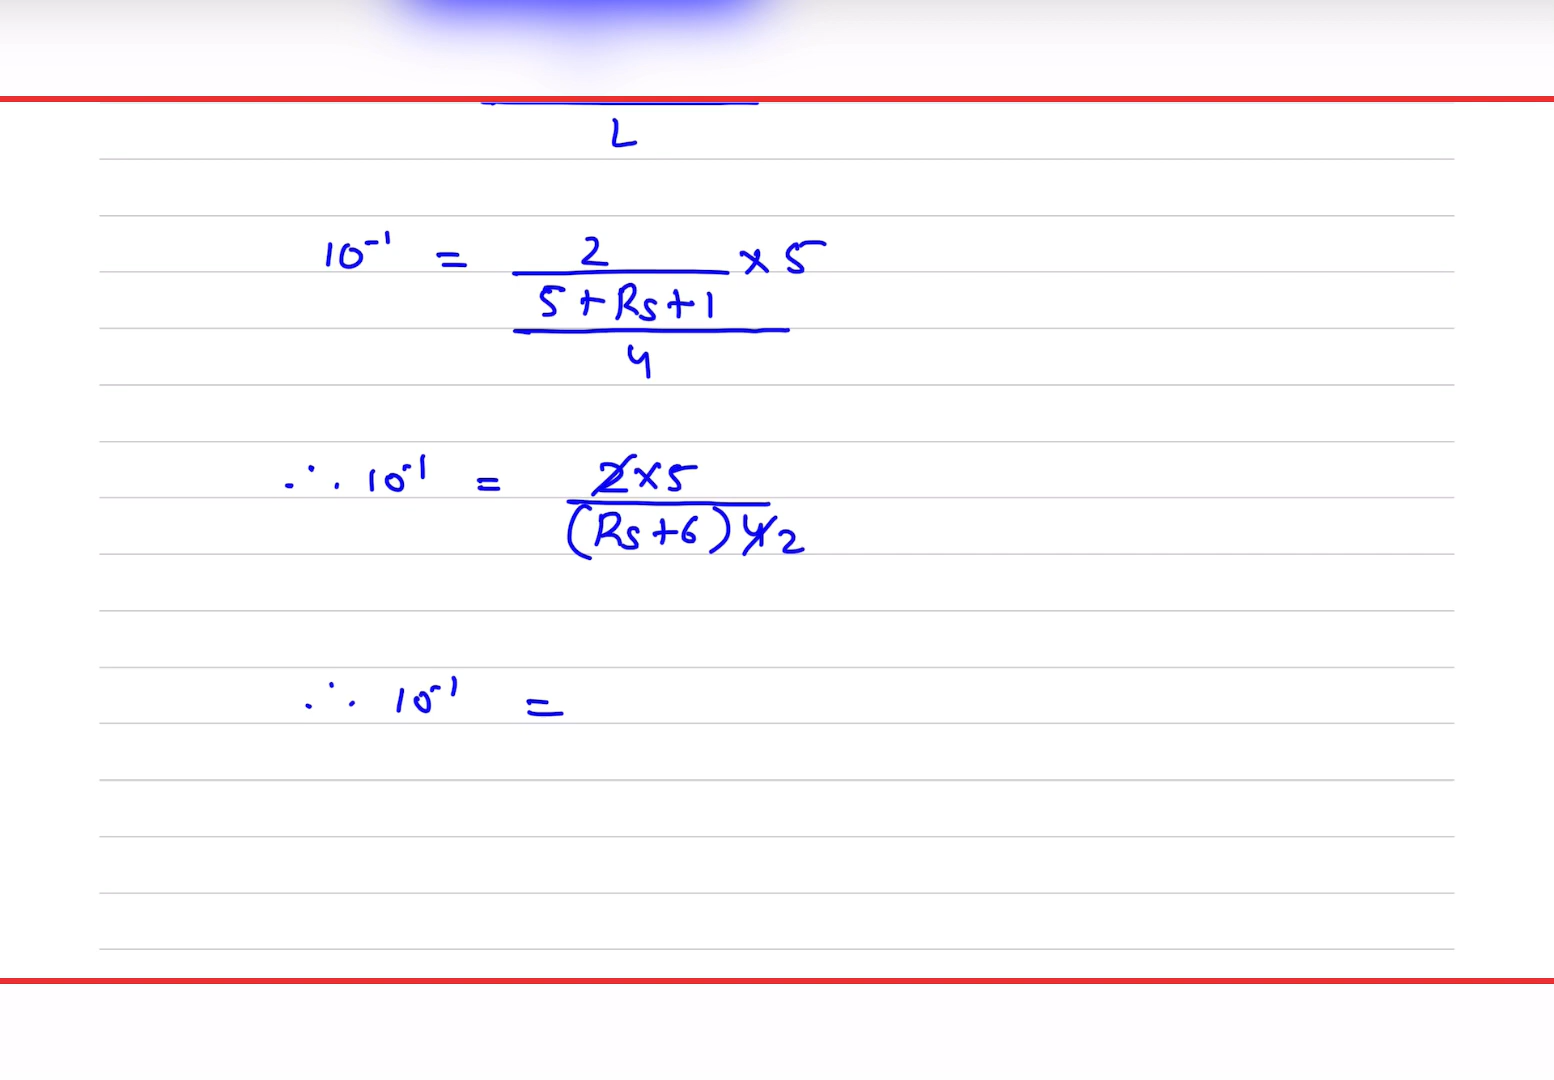 L
10⁻¹ = 2 × 5
5 + Rs + 1
4
∴ 10⁻¹ = 2×5
(Rs + 6) 4 2
∴ 10⁻¹ =